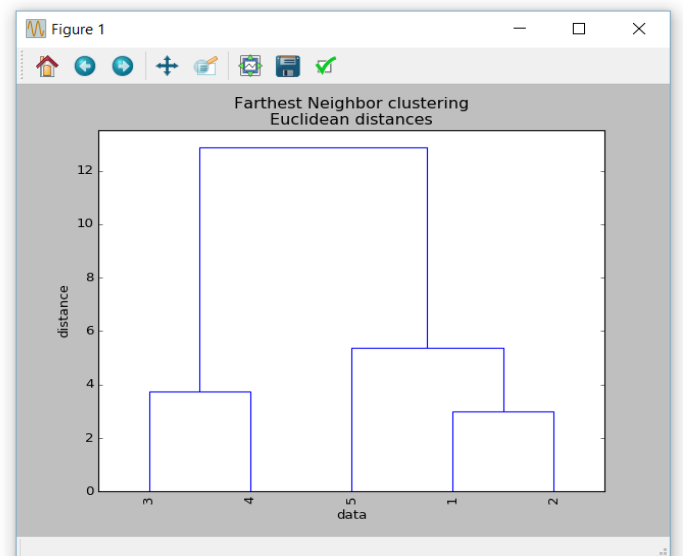 Figure 1
Farthest Neighbor clustering
Euclidean distances
12
10
8
6
4
2
0
distance
3 4 5 1 2
data